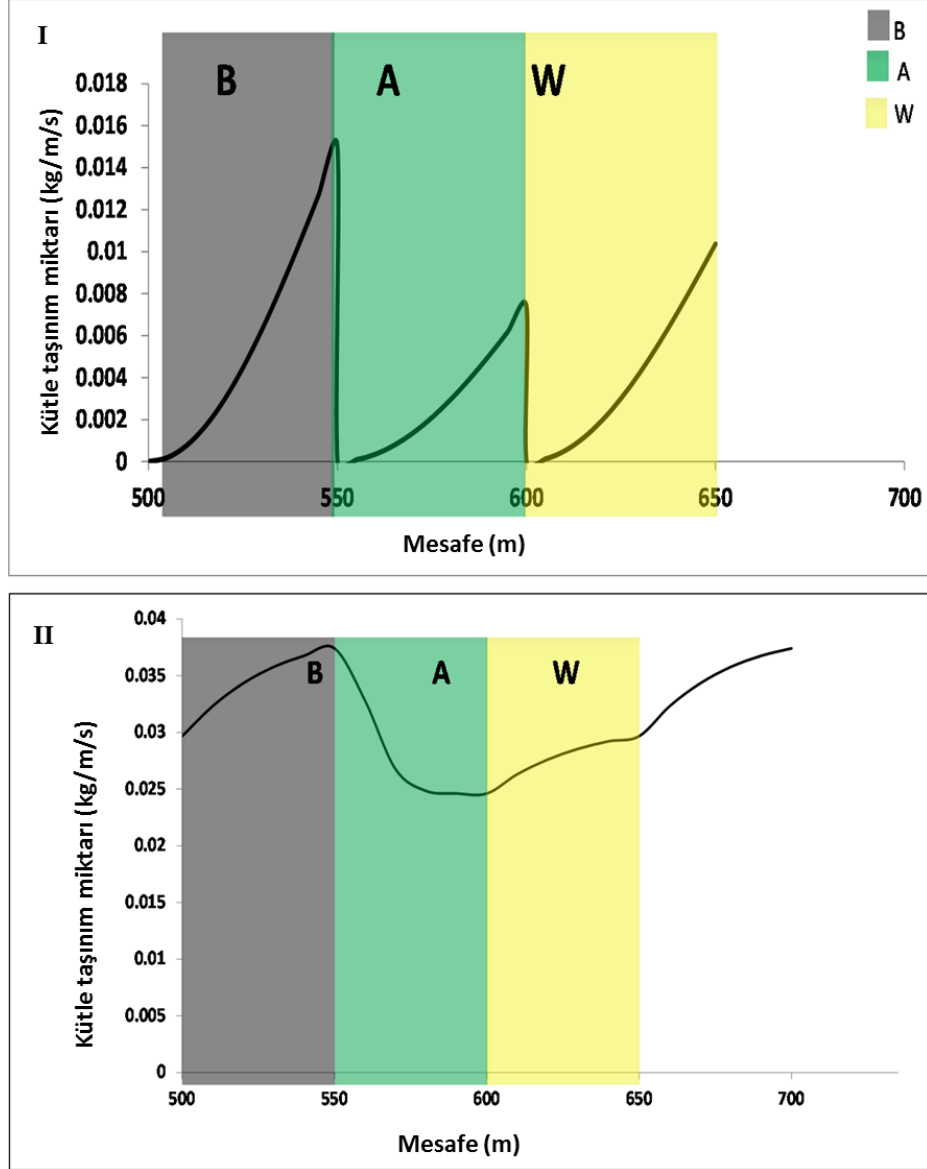 I
B
A
W
B
A
W
Kütle taşınım miktarı (kg/m/s)
0.018
0.016
0.014
0.012
0.01
0.008
0.006
0.004
0.002
0
500
550
600
650
700
Mesafe (m)
II
B
A
W
Kütle taşınım miktarı (kg/m/s)
0.04
0.035
0.03
0.025
0.02
0.015
0.01
0.005
0
500
550
600
650
700
Mesafe (m)